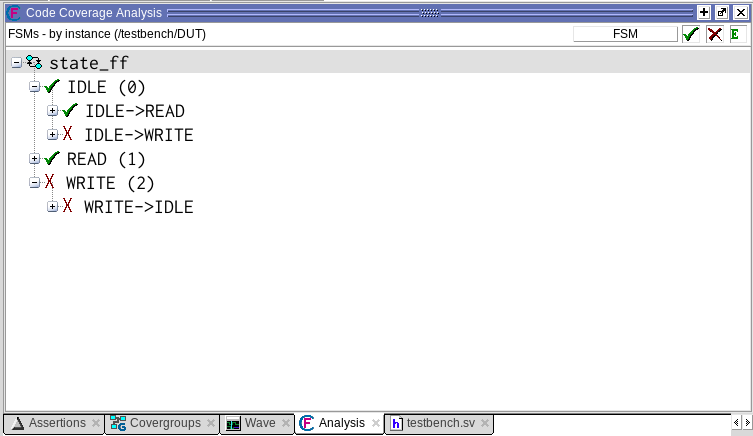 Code Coverage Analysis
FSMs - by instance (/testbench/DUT) FSM E
state_ff
IDLE (0)
IDLE->READ
IDLE->WRITE
READ (1)
WRITE (2)
WRITE->IDLE
Assertions Covergroups Wave Analysis h testbench.sv